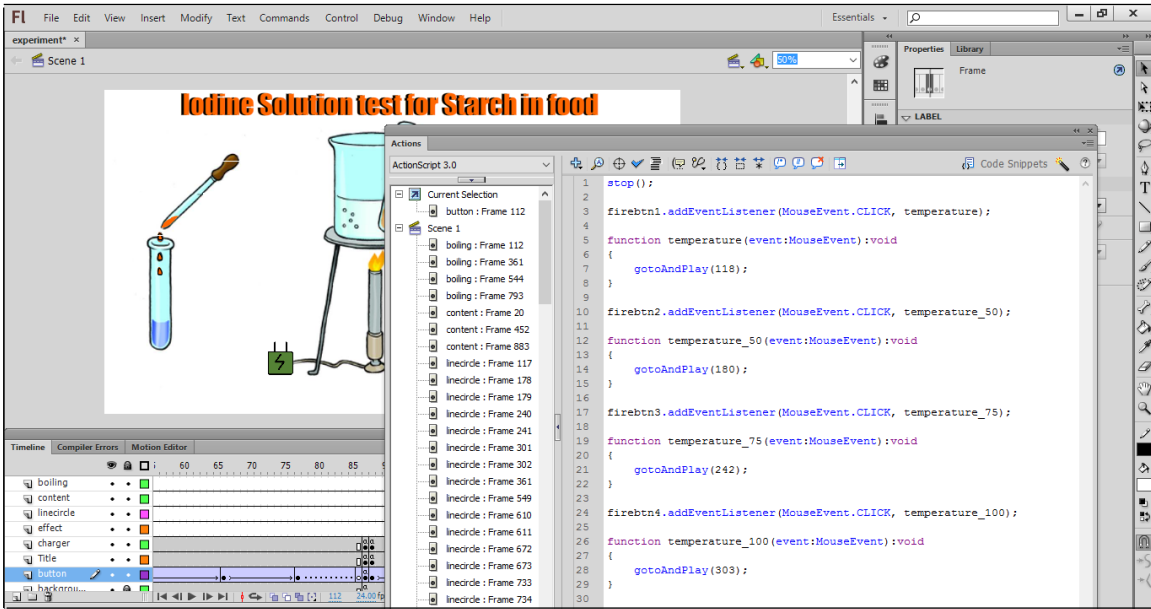 Fl File Edit View Insert Modify Text Commands Control Debug Window Help Essentials
experiment* ×
Scene 1 50%
Iodine Solution test for Starch in food
Properties Library
Frame
LABEL
Actions
ActionScript 3.0
Code Snippets
Current Selection
button : Frame 112
Scene 1
boiling : Frame 112
boiling : Frame 361
boiling : Frame 544
boiling : Frame 793
content : Frame 20
content : Frame 452
content : Frame 883
linecircle : Frame 117
linecircle : Frame 178
linecircle : Frame 179
linecircle : Frame 240
linecircle : Frame 241
linecircle : Frame 301
linecircle : Frame 302
linecircle : Frame 361
linecircle : Frame 549
linecircle : Frame 610
linecircle : Frame 611
linecircle : Frame 672
linecircle : Frame 673
linecircle : Frame 733
linecircle : Frame 734
1 stop();
2
3 firebtn1.addEventListener(MouseEvent.CLICK, temperature);
4
5 function temperature(event:MouseEvent):void
6 {
7 gotoAndPlay(118);
8 }
9
10 firebtn2.addEventListener(MouseEvent.CLICK, temperature_50);
11
12 function temperature_50(event:MouseEvent):void
13 {
14 gotoAndPlay(180);
15 }
16
17 firebtn3.addEventListener(MouseEvent.CLICK, temperature_75);
18
19 function temperature_75(event:MouseEvent):void
20 {
21 gotoAndPlay(242);
22 }
23
24 firebtn4.addEventListener(MouseEvent.CLICK, temperature_100);
25
26 function temperature_100(event:MouseEvent):void
27 {
28 gotoAndPlay(303);
29 }
30
Timeline Compiler Errors Motion Editor
60 65 70 75 80 85
boiling
content
linecircle
effect
charger
Title
button
backgrou...
112 24.00 fp